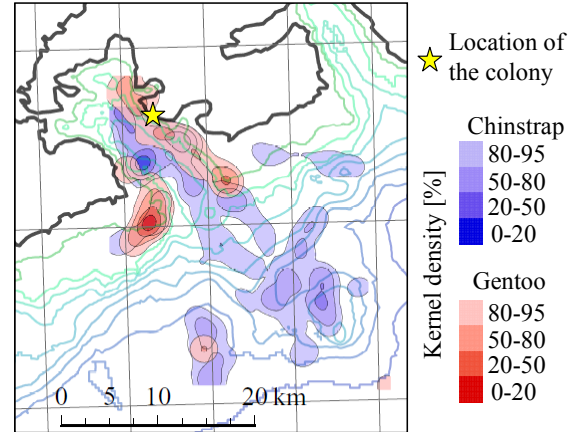 Location of
the colony
Chinstrap
80-95
50-80
20-50
0-20
Kernel density [%]
Gentoo
80-95
50-80
20-50
0-20
0 5 10 20 km